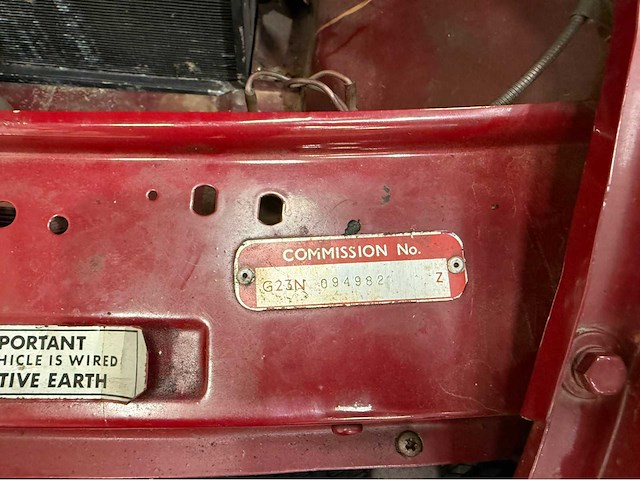 COMMISSION No.
G23N 094982 Z
PORTANT
HICLE IS WIRED
TIVE EARTH